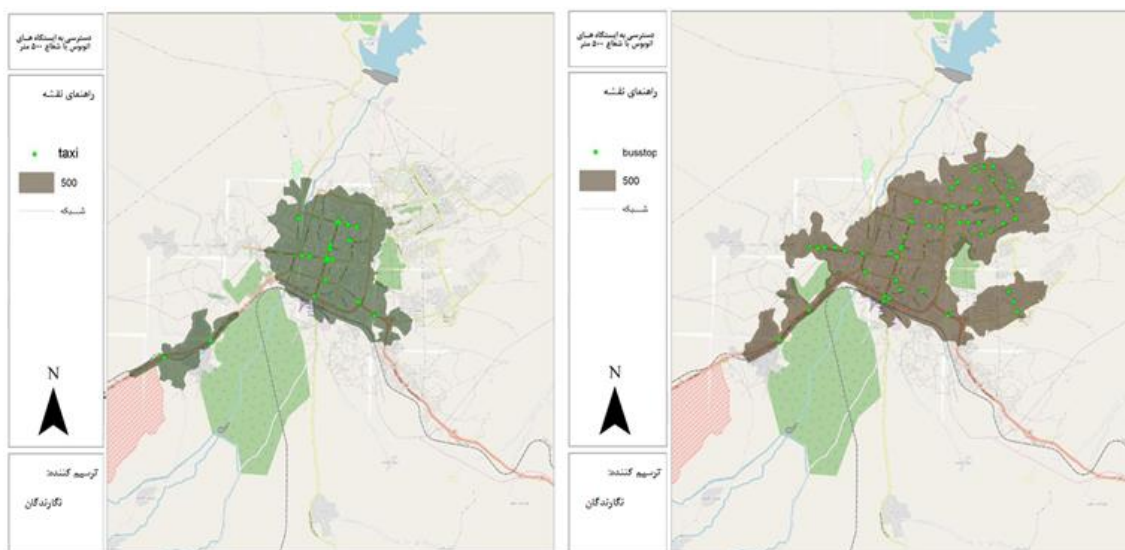 دسترسی به ایستگاه های
اتوبوس با شعاع ۵۰۰ متر
راهنمای نقشه
taxi
500
شبکه
N
ترسیم کننده:
نگارندگان
دسترسی به ایستگاه های
اتوبوس با شعاع ۵۰۰ متر
راهنمای نقشه
busstop
500
شبکه
N
ترسیم کننده:
نگارندگان